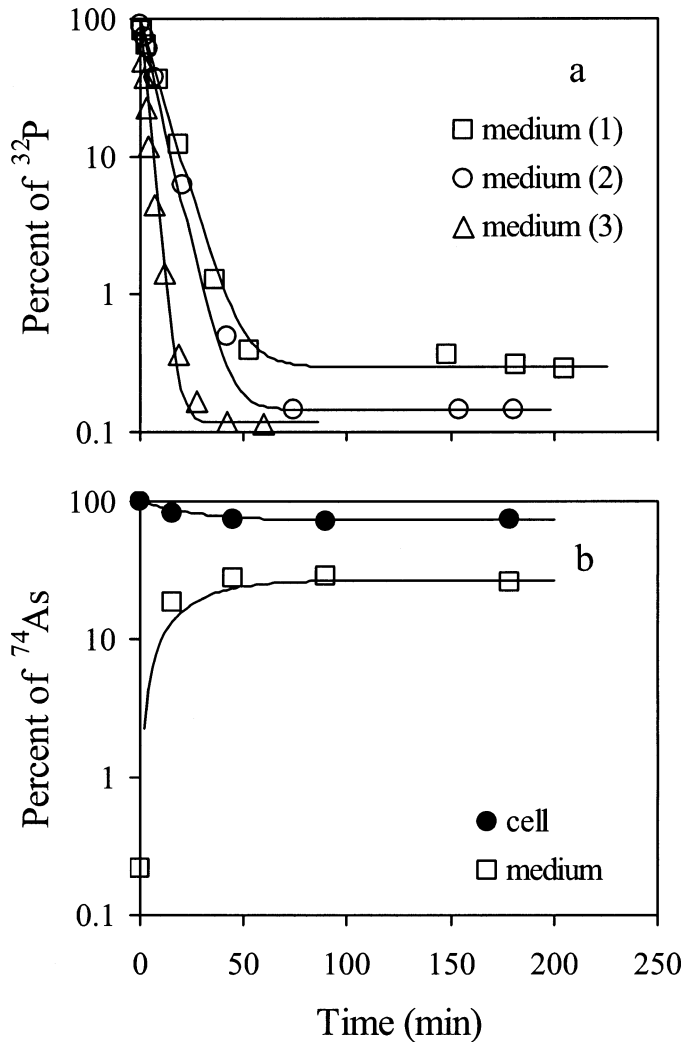 100
10
1
0.1
Percent of ³²P
a
medium (1)
medium (2)
medium (3)
100
10
1
0.1
Percent of ⁷⁴As
b
cell
medium
0 50 100 150 200 250
Time (min)